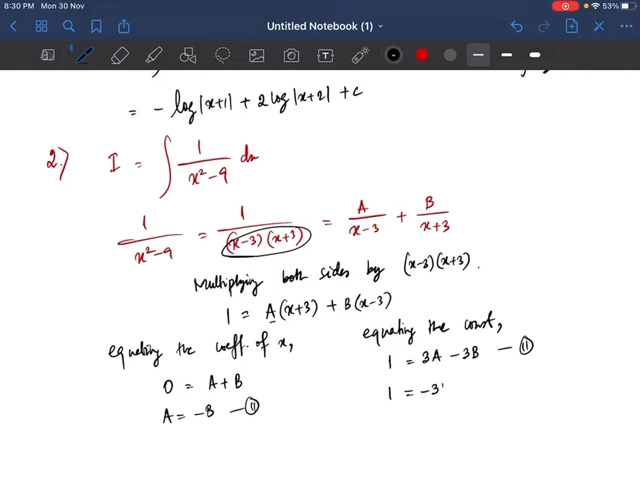 8:30 PM Mon 30 Nov
53%
Untitled Notebook (1)
= - log|x+1| + 2 log|x+2| + c
2.) I = ∫ 1/(x²-9) dx
1/(x²-9) = 1/((x-3)(x+3)) = A/(x-3) + B/(x+3)
Multiplying both sides by (x-3)(x+3).
1 = A(x+3) + B(x-3)
equating the coeff. of x,
0 = A+B
A = -B — (11)
equating the const,
1 = 3A - 3B — (11)
1 = -3